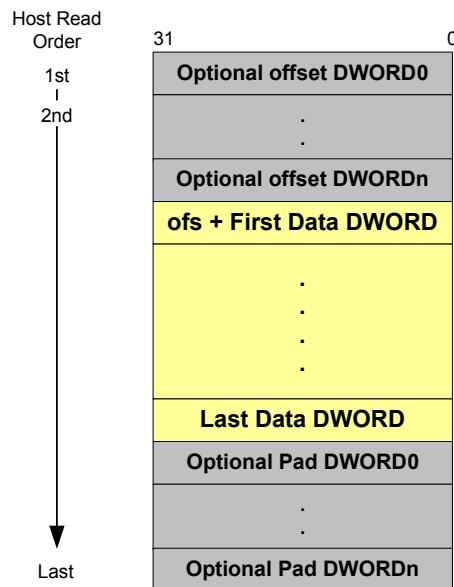 Host Read
Order
31
0
1st
2nd
Last
Optional offset DWORD0
.
.
Optional offset DWORDn
ofs + First Data DWORD
.
.
.
.
Last Data DWORD
Optional Pad DWORD0
.
.
Optional Pad DWORDn